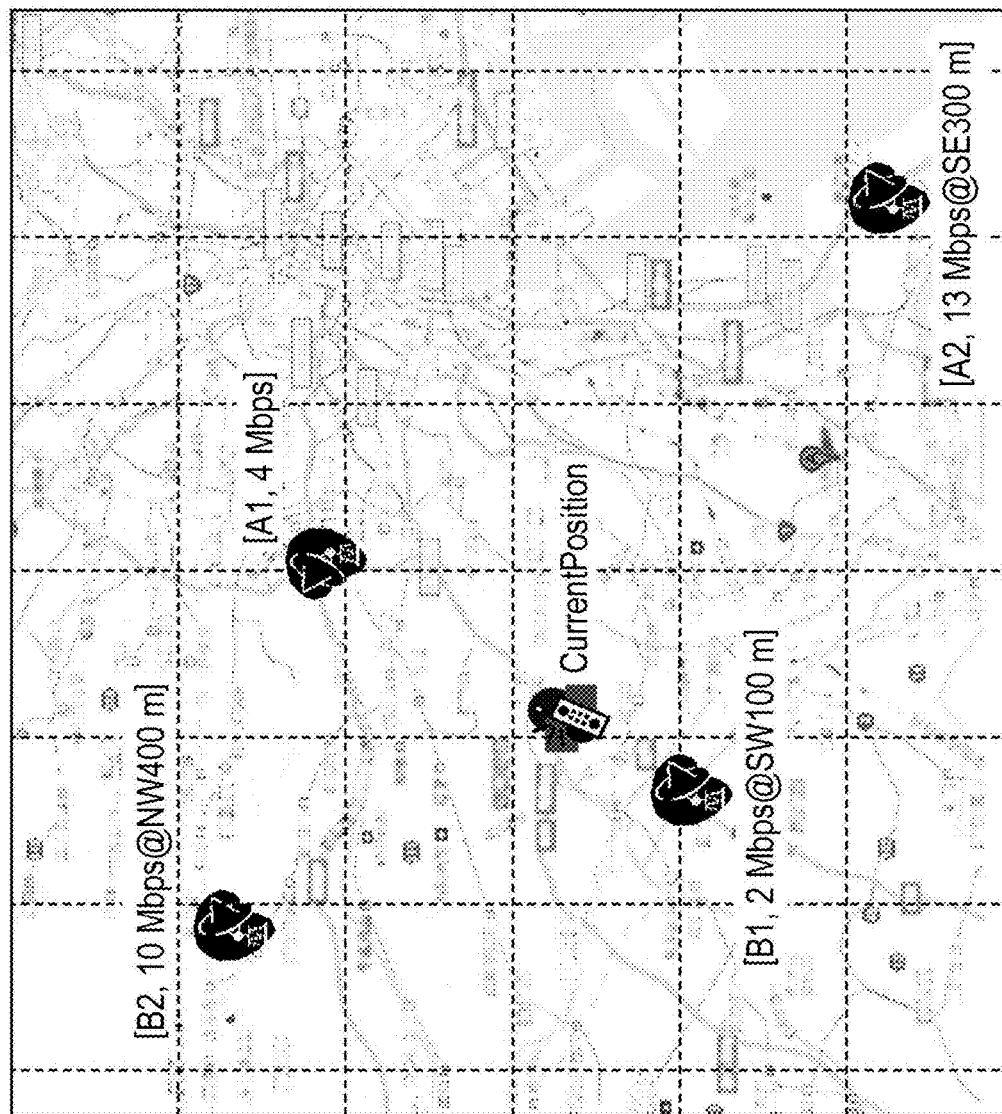 [B2, 10 Mbps@NW400 m]
[A1, 4 Mbps]
CurrentPosition
[B1, 2 Mbps@SW100 m]
[A2, 13 Mbps@SE300 m]